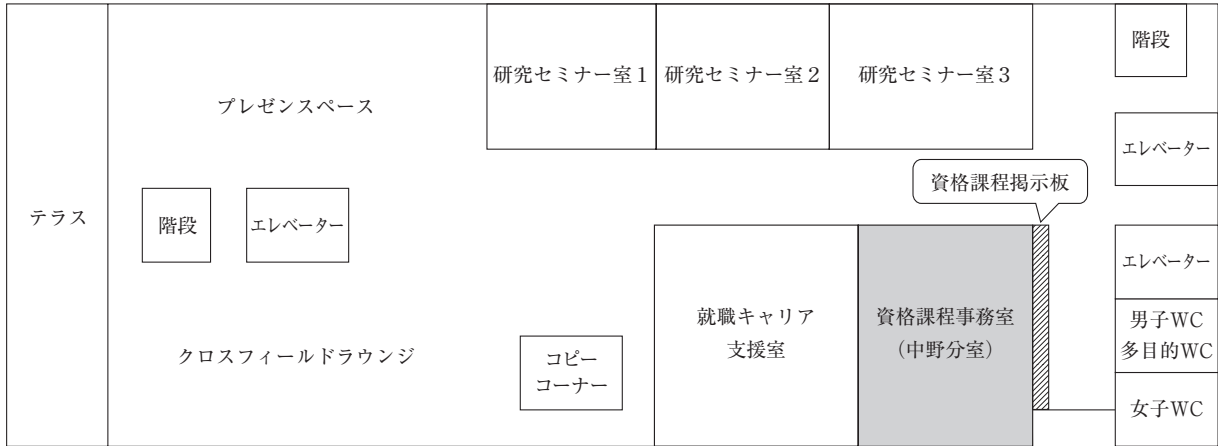 階段
研究セミナー室１
研究セミナー室２
研究セミナー室３
プレゼンスペース
エレベーター
資格課程掲示板
テラス
階段
エレベーター
エレベーター
就職キャリア
支援室
資格課程事務室
（中野分室）
男子WC
多目的WC
クロスフィールドラウンジ
コピー
コーナー
女子WC